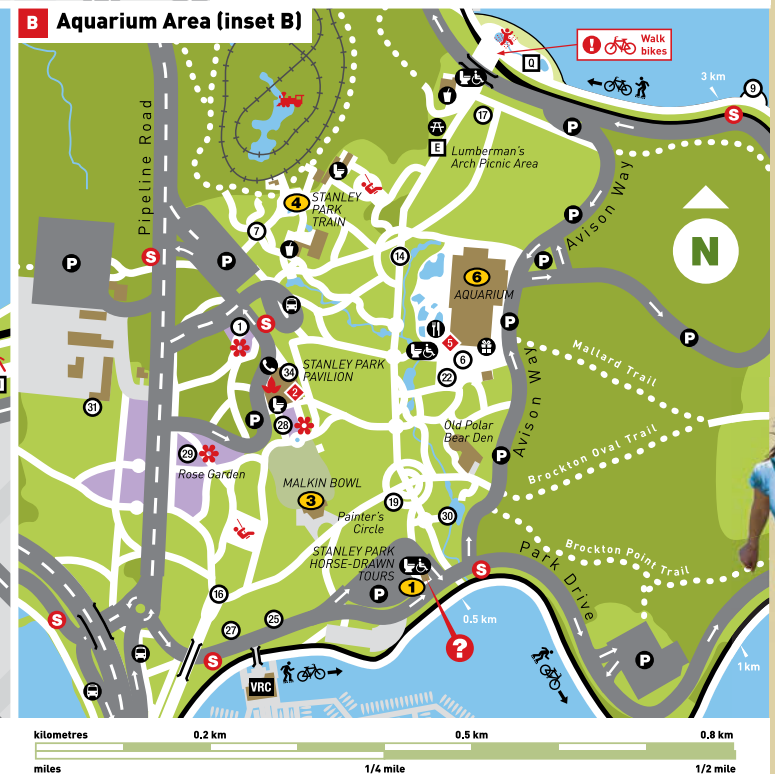 B Aquarium Area (inset B)
! Walk
bikes
Q
3 km
9
17
P
E
Lumberman's
Arch Picnic Area
Pipeline Road
4 STANLEY
PARK
TRAIN
7
P
Avison Way
N
S
S
P
P
14
P
6
AQUARIUM
1
S
P
P
5
6
22
Mallard Trail
34 STANLEY PARK
PAVILION
2
31
P
28
Avison Way
Old Polar
Bear Den
29
Rose Garden
P
Brockton Oval Trail
MALKIN BOWL
3
19
Painter's
Circle
30
STANLEY PARK
HORSE-DRAWN
TOURS
P
1
S
Park Drive
Brockton Point Trail
16
25
27
S
S
0.5 km
?
P
1 km
VRC
kilometres 0.2 km 0.5 km 0.8 km
miles 1/4 mile 1/2 mile